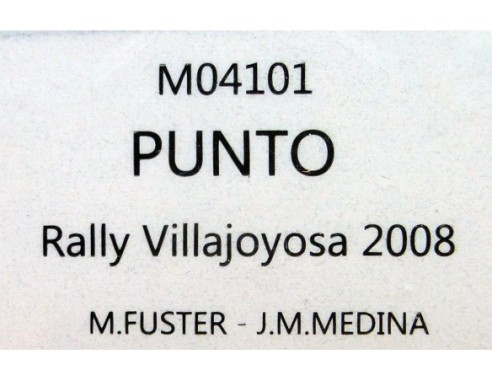 M04101
PUNTO
Rally Villajoyosa 2008
M.FUSTER - J.M.MEDINA